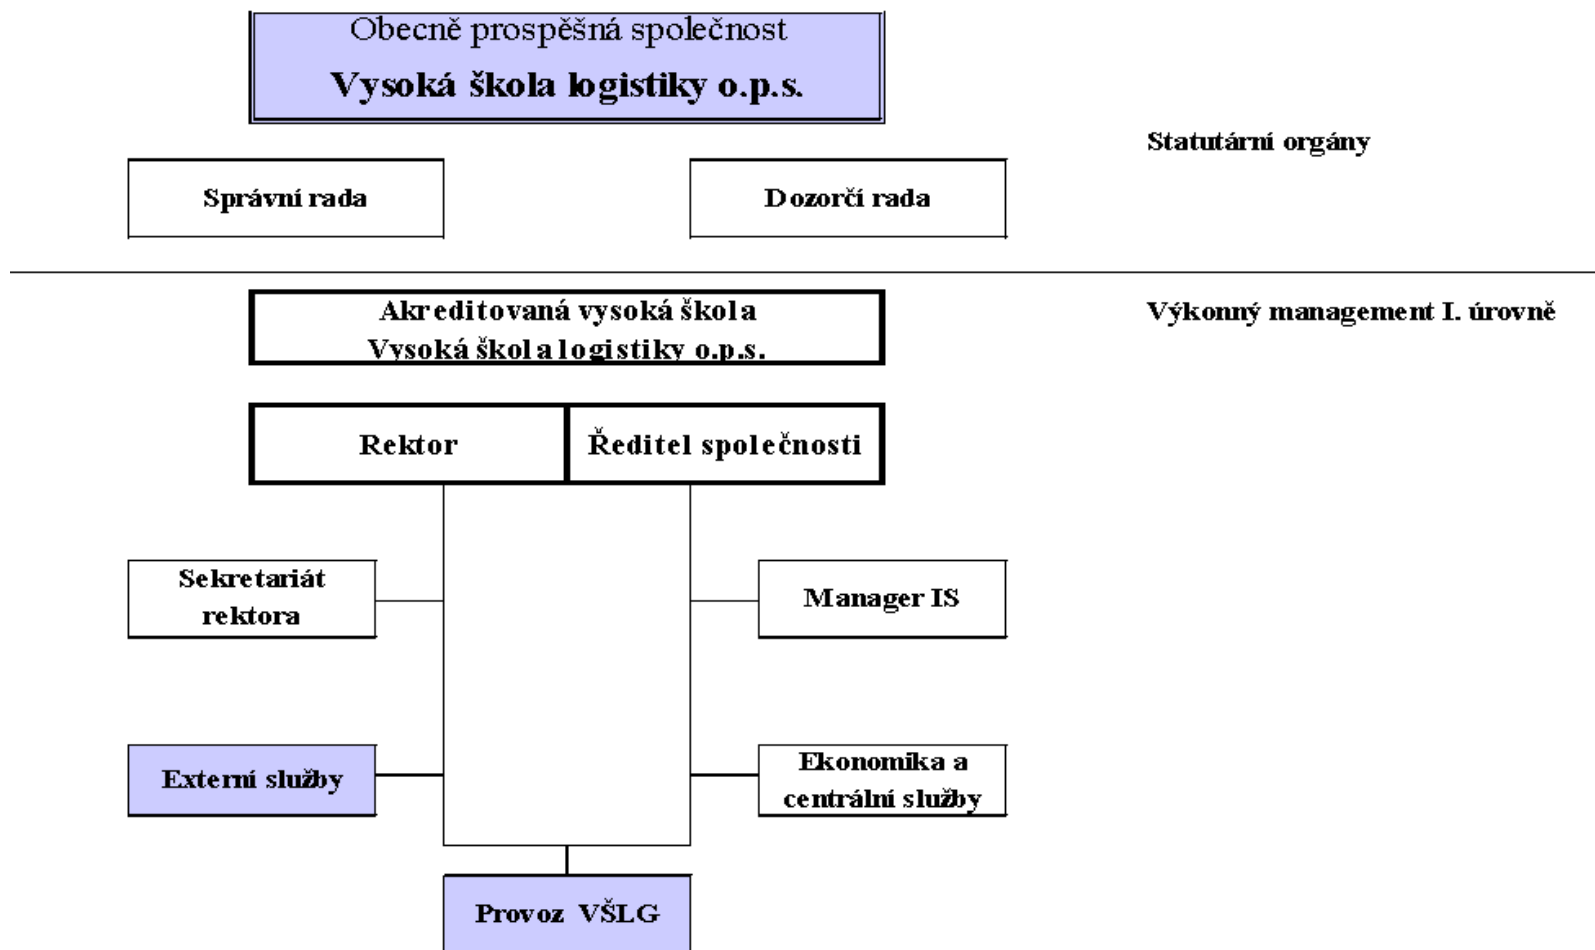 Obecně prospěšná společnost
Vysoká škola logistiky o.p.s.
Statutární orgány
Správní rada
Dozorčí rada
Akreditovaná vysoká škola
Vysoká škola logistiky o.p.s.
Výkonný management I. úrovně
Rektor
Ředitel společnosti
Sekretariát
rektora
Manager IS
Externí služby
Ekonomika a
centrální služby
Provoz VŠLG